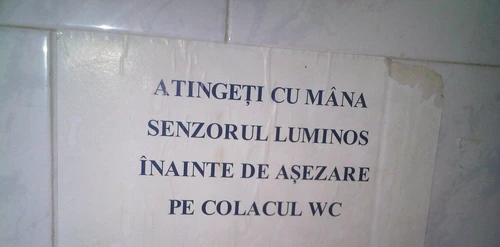 ATINGEȚI CU MÂNA
SENZORUL LUMINOS
ÎNAINTE DE AȘEZARE
PE COLACUL WC